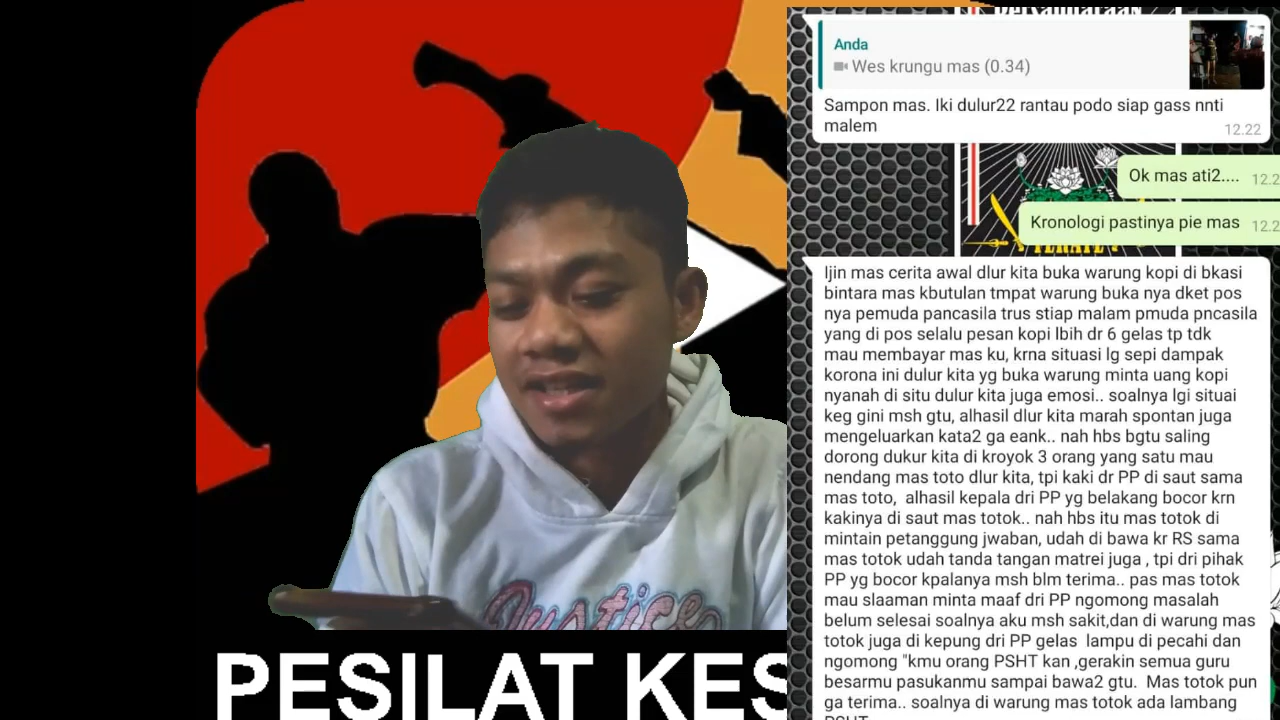 Persaudaraan
Anda
Wes krungu mas (0.34)
Sampon mas. Iki dulur22 rantau podo siap gass nnti
malem
12.22
Ok mas ati2....
12.2
Kronologi pastinya pie mas
12.2
TERATE
Ijin mas cerita awal dlur kita buka warung kopi di bkasi
bintara mas kbutulan tmpat warung buka nya dket pos
nya pemuda pancasila trus stiap malam pmuda pncasila
yang di pos selalu pesan kopi lbih dr 6 gelas tp tdk
mau membayar mas ku, krna situasi lg sepi dampak
korona ini dulur kita yg buka warung minta uang kopi
nyanah di situ dulur kita juga emosi.. soalnya lgi situai
keg gini msh gtu, alhasil dlur kita marah spontan juga
mengeluarkan kata2 ga eank.. nah hbs bgtu saling
dorong dukur kita di kroyok 3 orang yang satu mau
nendang mas toto dlur kita, tpi kaki dr PP di saut sama
mas toto, alhasil kepala dri PP yg belakang bocor krn
kakinya di saut mas totok.. nah hbs itu mas totok di
mintain petanggung jwaban, udah di bawa kr RS sama
mas totok udah tanda tangan matrei juga , tpi dri pihak
PP yg bocor kpalanya msh blm terima.. pas mas totok
mau slaaman minta maaf dri PP ngomong masalah
belum selesai soalnya aku msh sakit,dan di warung mas
totok juga di kepung dri PP gelas lampu di pecahi dan
ngomong "kmu orang PSHT kan ,gerakin semua guru
besarmu pasukanmu sampai bawa2 gtu. Mas totok pun
ga terima.. soalnya di warung mas totok ada lambang
PSHT
Justice
PESILAT KES